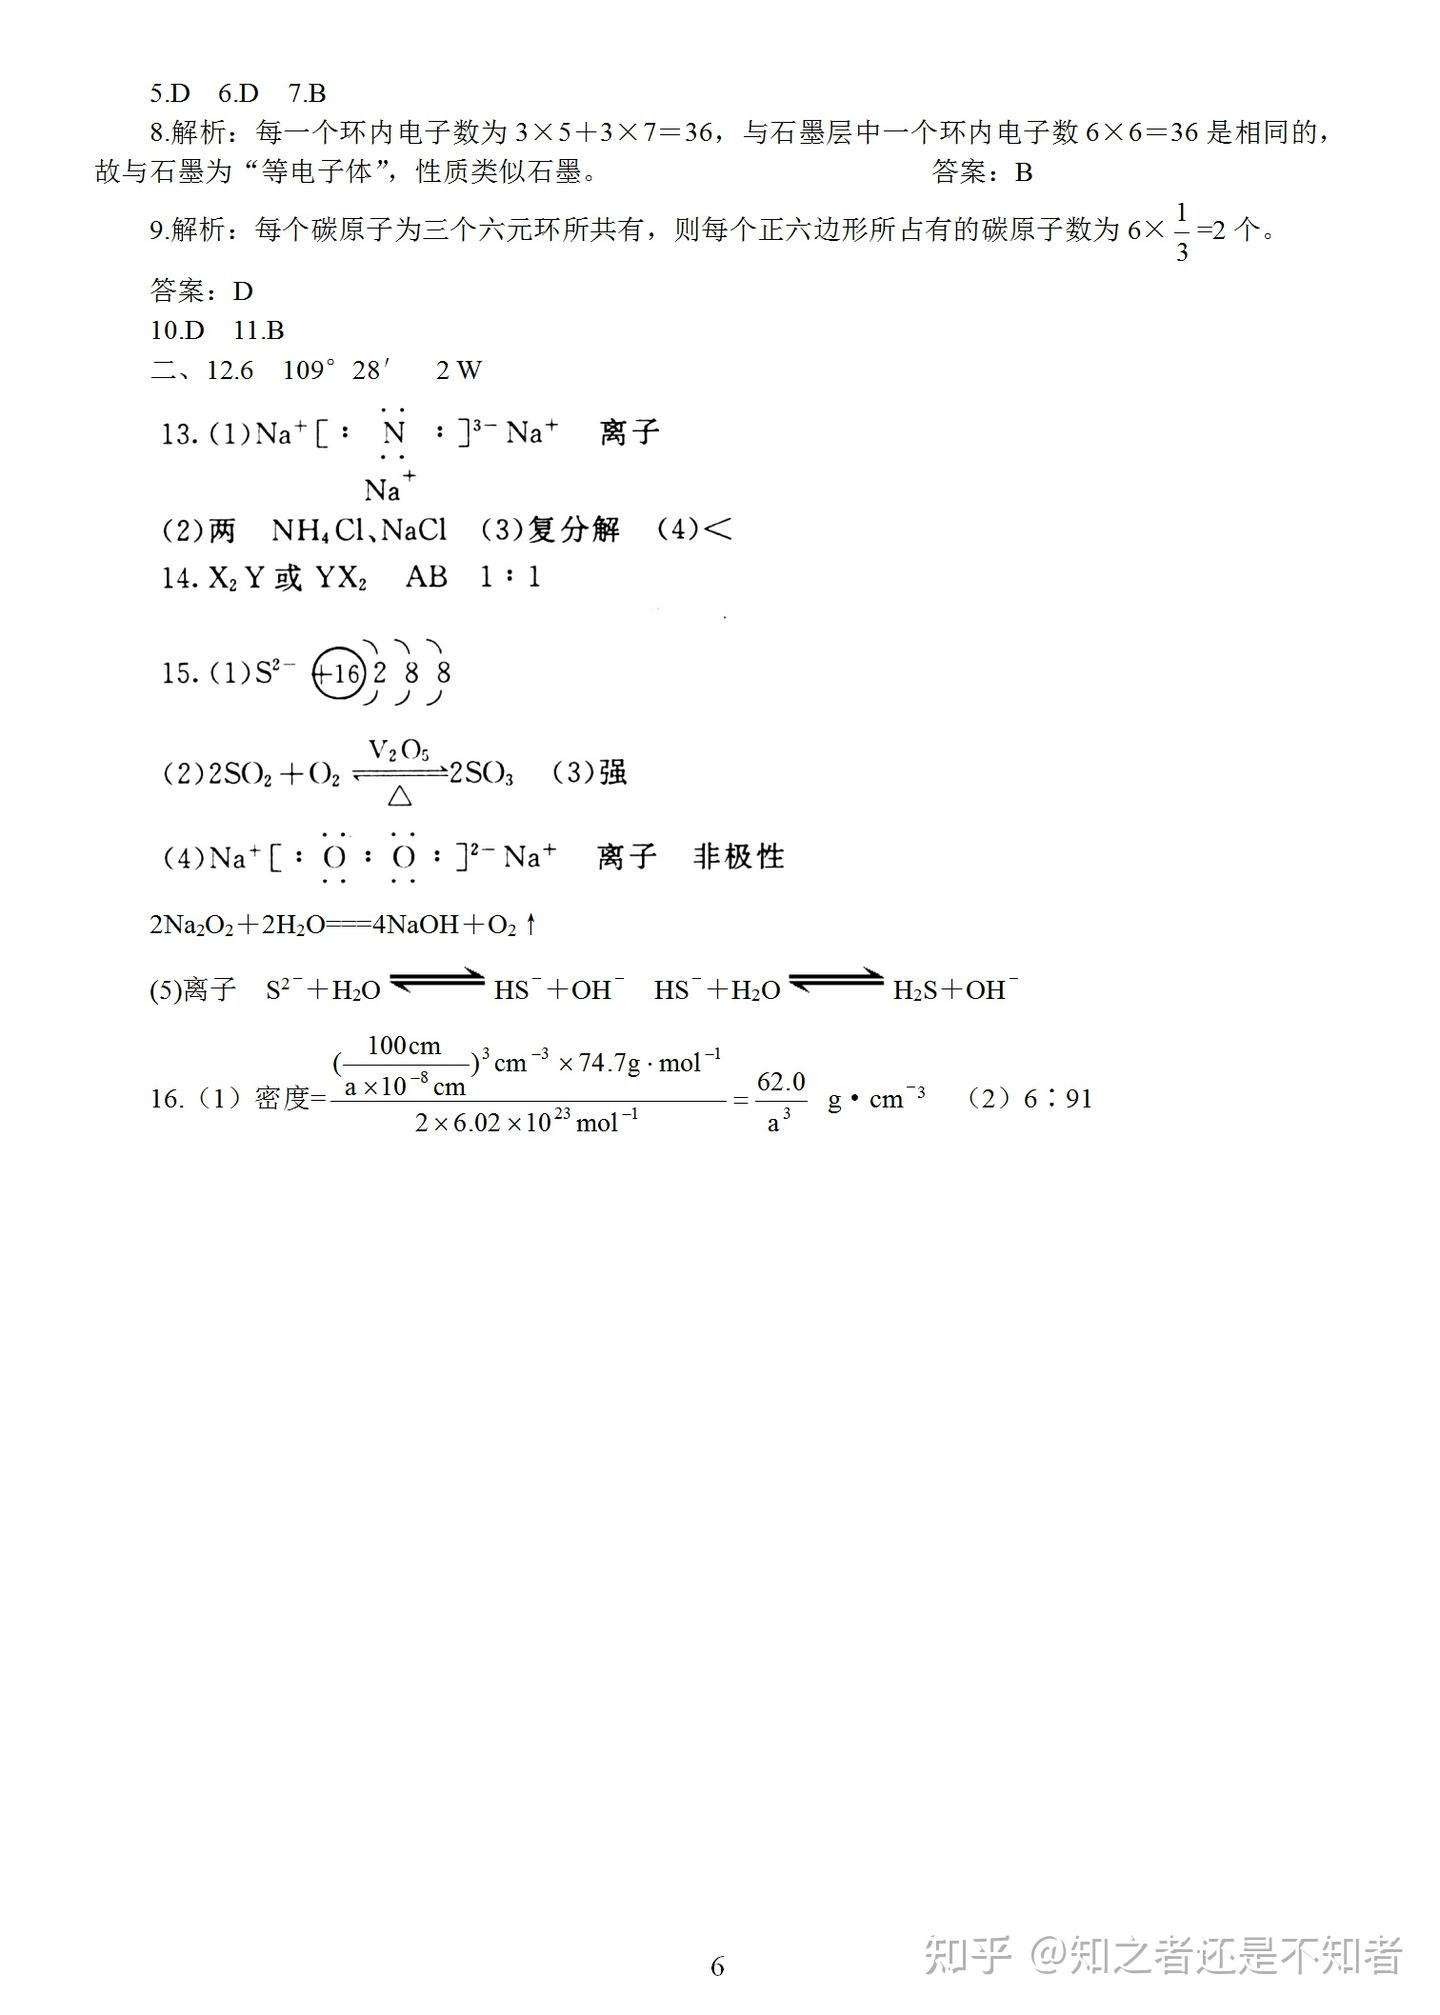 5.D 6.D 7.B
8.解析：每一个环内电子数为 3×5＋3×7＝36，与石墨层中一个环内电子数 6×6＝36 是相同的，
故与石墨为“等电子体”，性质类似石墨。 答案：B
9.解析：每个碳原子为三个六元环所共有，则每个正六边形所占有的碳原子数为 6×1/3=2 个。
答案：D
10.D 11.B
二、12.6 109°28′ 2 W
13.(1)Na⁺[:N̤̈:]³⁻Na⁺ 离子
Na⁺
(2)两 NH₄Cl、NaCl (3)复分解 (4)＜
14. X₂Y 或 YX₂ AB 1∶1
15.(1)S²⁻ +16 2 8 8
(2)2SO₂＋O₂ ⇌ 2SO₃ (3)强
V₂O₅
△
(4)Na⁺[:Ö̤:Ö̤:]²⁻Na⁺ 离子 非极性
2Na₂O₂＋2H₂O===4NaOH＋O₂↑
(5)离子 S²⁻＋H₂O⇌HS⁻＋OH⁻ HS⁻＋H₂O⇌H₂S＋OH⁻
16.（1）密度=((100cm/(a×10⁻⁸cm))³cm⁻³×74.7g·mol⁻¹)/(2×6.02×10²³mol⁻¹)=62.0/a³ g·cm⁻³ （2）6∶91
6
知乎 @知之者还是不知者